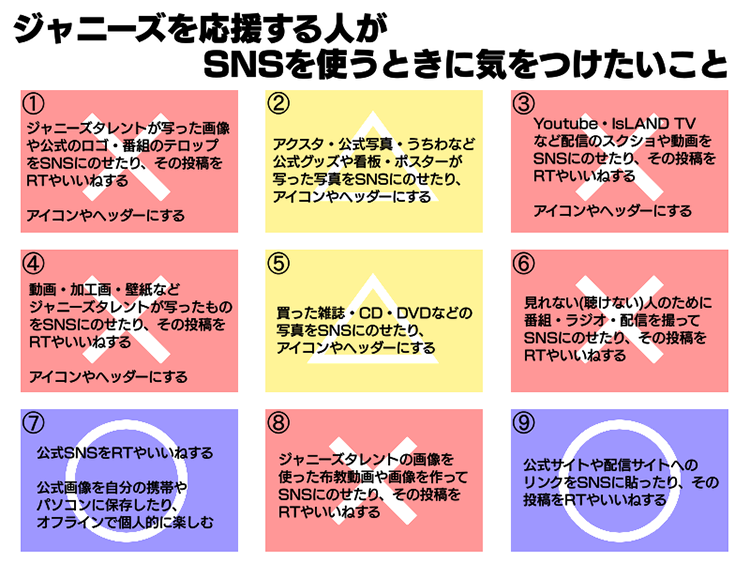 ジャニーズを応援する人が
SNSを使うときに気をつけたいこと
①
ジャニーズタレントが写った画像
や公式のロゴ・番組のテロップ
をSNSにのせたり、その投稿を
RTやいいねする
アイコンやヘッダーにする
②
アクスタ・公式写真・うちわなど
公式グッズや看板・ポスターが
写った写真をSNSにのせたり、
アイコンやヘッダーにする
③
Youtube・IsLAND TV
など配信のスクショや動画を
SNSにのせたり、その投稿を
RTやいいねする
アイコンやヘッダーにする
④
動画・加工画・壁紙など
ジャニーズタレントが写ったもの
をSNSにのせたり、その投稿を
RTやいいねする
アイコンやヘッダーにする
⑤
買った雑誌・CD・DVDなどの
写真をSNSにのせたり、
アイコンやヘッダーにする
⑥
見れない(聴けない)人のために
番組・ラジオ・配信を撮って
SNSにのせたり、その投稿を
RTやいいねする
⑦
公式SNSをRTやいいねする
公式画像を自分の携帯や
パソコンに保存したり、
オフラインで個人的に楽しむ
⑧
ジャニーズタレントの画像を
使った布教動画や画像を作って
SNSにのせたり、その投稿を
RTやいいねする
⑨
公式サイトや配信サイトへの
リンクをSNSに貼ったり、その
投稿をRTやいいねする